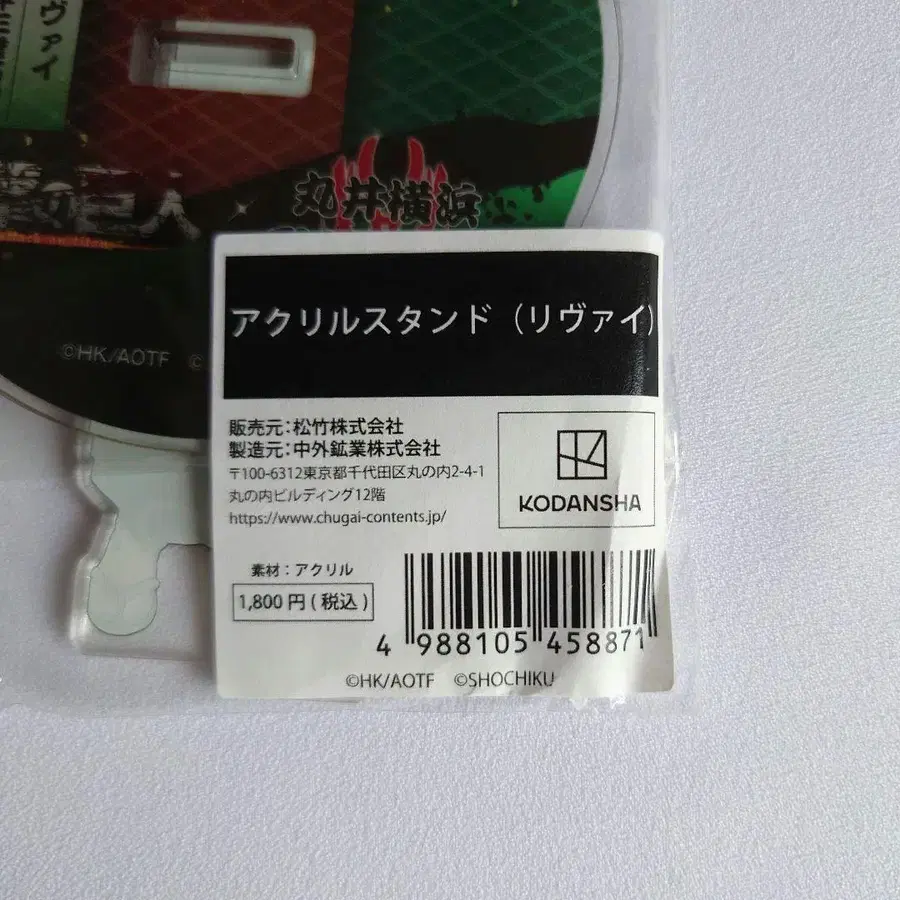 ヴァイ
の巨人
丸井横浜
©HK/AOTF ©
アクリルスタンド（リヴァイ）
販売元：松竹株式会社
製造元：中外鉱業株式会社
〒100-6312東京都千代田区丸の内2-4-1
丸の内ビルディング12階
https://www.chugai-contents.jp/
KODANSHA
素材：アクリル
1,800円(税込)
4 988105 458871
©HK/AOTF ©SHOCHIKU